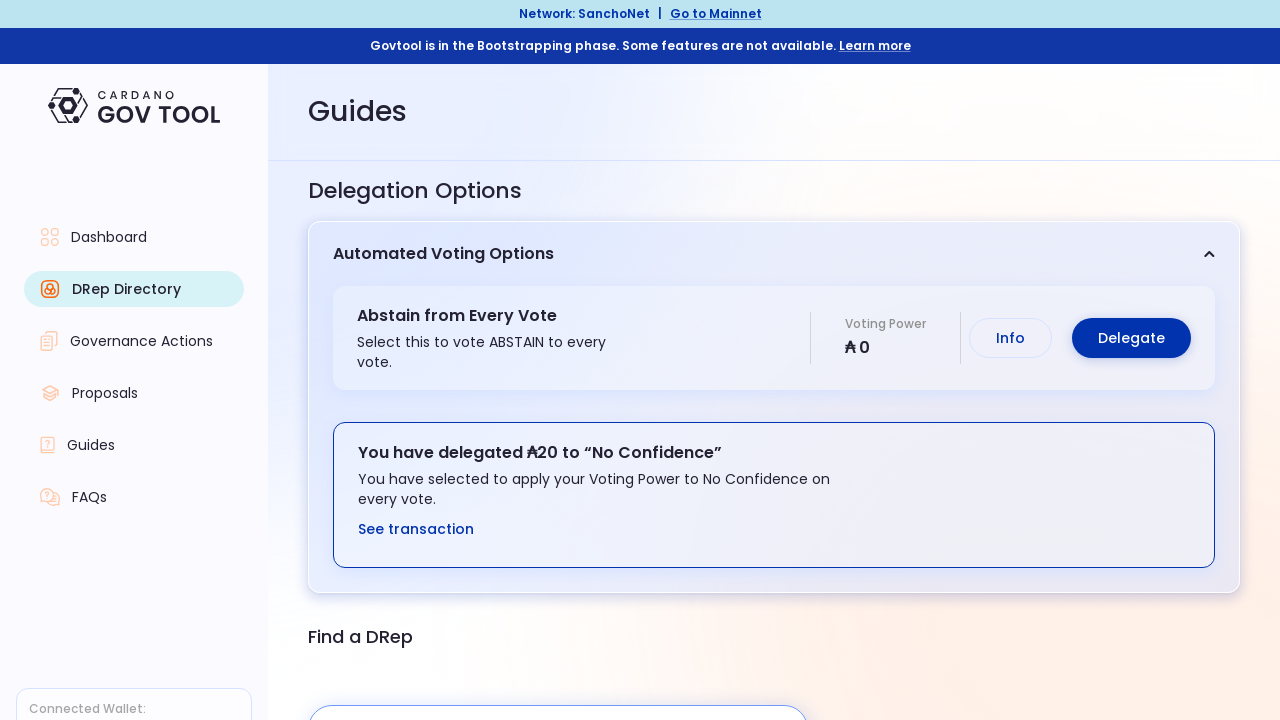 Network: SanchoNet | Go to Mainnet
Govtool is in the Bootstrapping phase. Some features are not available. Learn more
CARDANO
GOV TOOL
Dashboard
DRep Directory
Governance Actions
Proposals
Guides
FAQs
Connected Wallet:
Guides
Delegation Options
Automated Voting Options
Abstain from Every Vote
Select this to vote ABSTAIN to every
vote.
Voting Power
₳ 0
Info
Delegate
You have delegated ₳20 to “No Confidence”
You have selected to apply your Voting Power to No Confidence on
every vote.
See transaction
Find a DRep